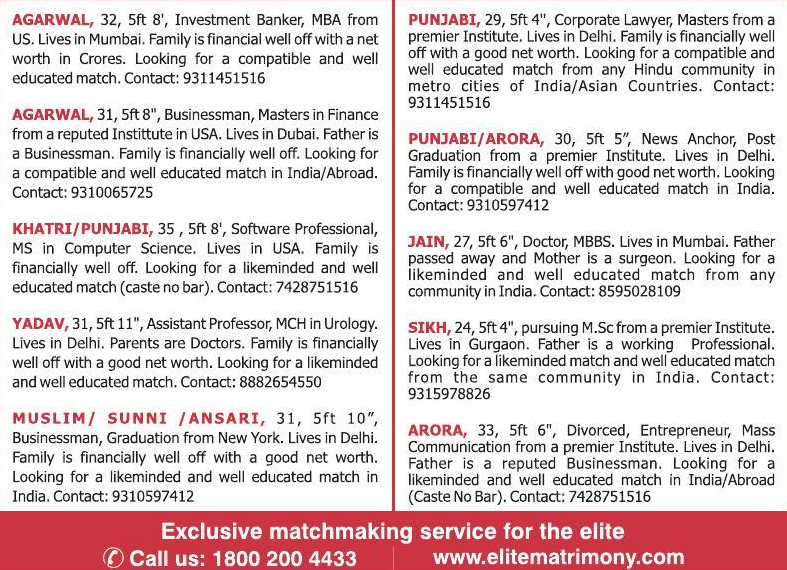 AGARWAL, 32, 5ft 8', Investment Banker, MBA from
US. Lives in Mumbai. Family is financial well off with a net
worth in Crores. Looking for a compatible and well
educated match. Contact: 9311451516
AGARWAL, 31, 5ft 8", Businessman, Masters in Finance
from a reputed Instittute in USA. Lives in Dubai. Father is
a Businessman. Family is financially well off. Looking for
a compatible and well educated match in India/Abroad.
Contact: 9310065725
KHATRI/PUNJABI, 35 , 5ft 8', Software Professional,
MS in Computer Science. Lives in USA. Family is
financially well off. Looking for a likeminded and well
educated match (caste no bar). Contact: 7428751516
YADAV, 31, 5ft 11", Assistant Professor, MCH in Urology.
Lives in Delhi. Parents are Doctors. Family is financially
well off with a good net worth. Looking for a likeminded
and well educated match. Contact: 8882654550
MUSLIM/ SUNNI /ANSARI, 31, 5ft 10”,
Businessman, Graduation from New York. Lives in Delhi.
Family is financially well off with a good net worth.
Looking for a likeminded and well educated match in
India. Contact: 9310597412
PUNJABI, 29, 5ft 4", Corporate Lawyer, Masters from a
premier Institute. Lives in Delhi. Family is financially well
off with a good net worth. Looking for a compatible and
well educated match from any Hindu community in
metro cities of India/Asian Countries. Contact:
9311451516
PUNJABI/ARORA, 30, 5ft 5”, News Anchor, Post
Graduation from a premier Institute. Lives in Delhi.
Family is financially well off with good net worth. Looking
for a compatible and well educated match in India.
Contact: 9310597412
JAIN, 27, 5ft 6", Doctor, MBBS. Lives in Mumbai. Father
passed away and Mother is a surgeon. Looking for a
likeminded and well educated match from any
community in India. Contact: 8595028109
SIKH, 24, 5ft 4", pursuing M.Sc from a premier Institute.
Lives in Gurgaon. Father is a working Professional.
Looking for a likeminded match and well educated match
from the same community in India. Contact:
9315978826
ARORA, 33, 5ft 6", Divorced, Entrepreneur, Mass
Communication from a premier Institute. Lives in Delhi.
Father is a reputed Businessman. Looking for a
likeminded and well educated match in India/Abroad
(Caste No Bar). Contact: 7428751516
Exclusive matchmaking service for the elite
Call us: 1800 200 4433
www.elitematrimony.com